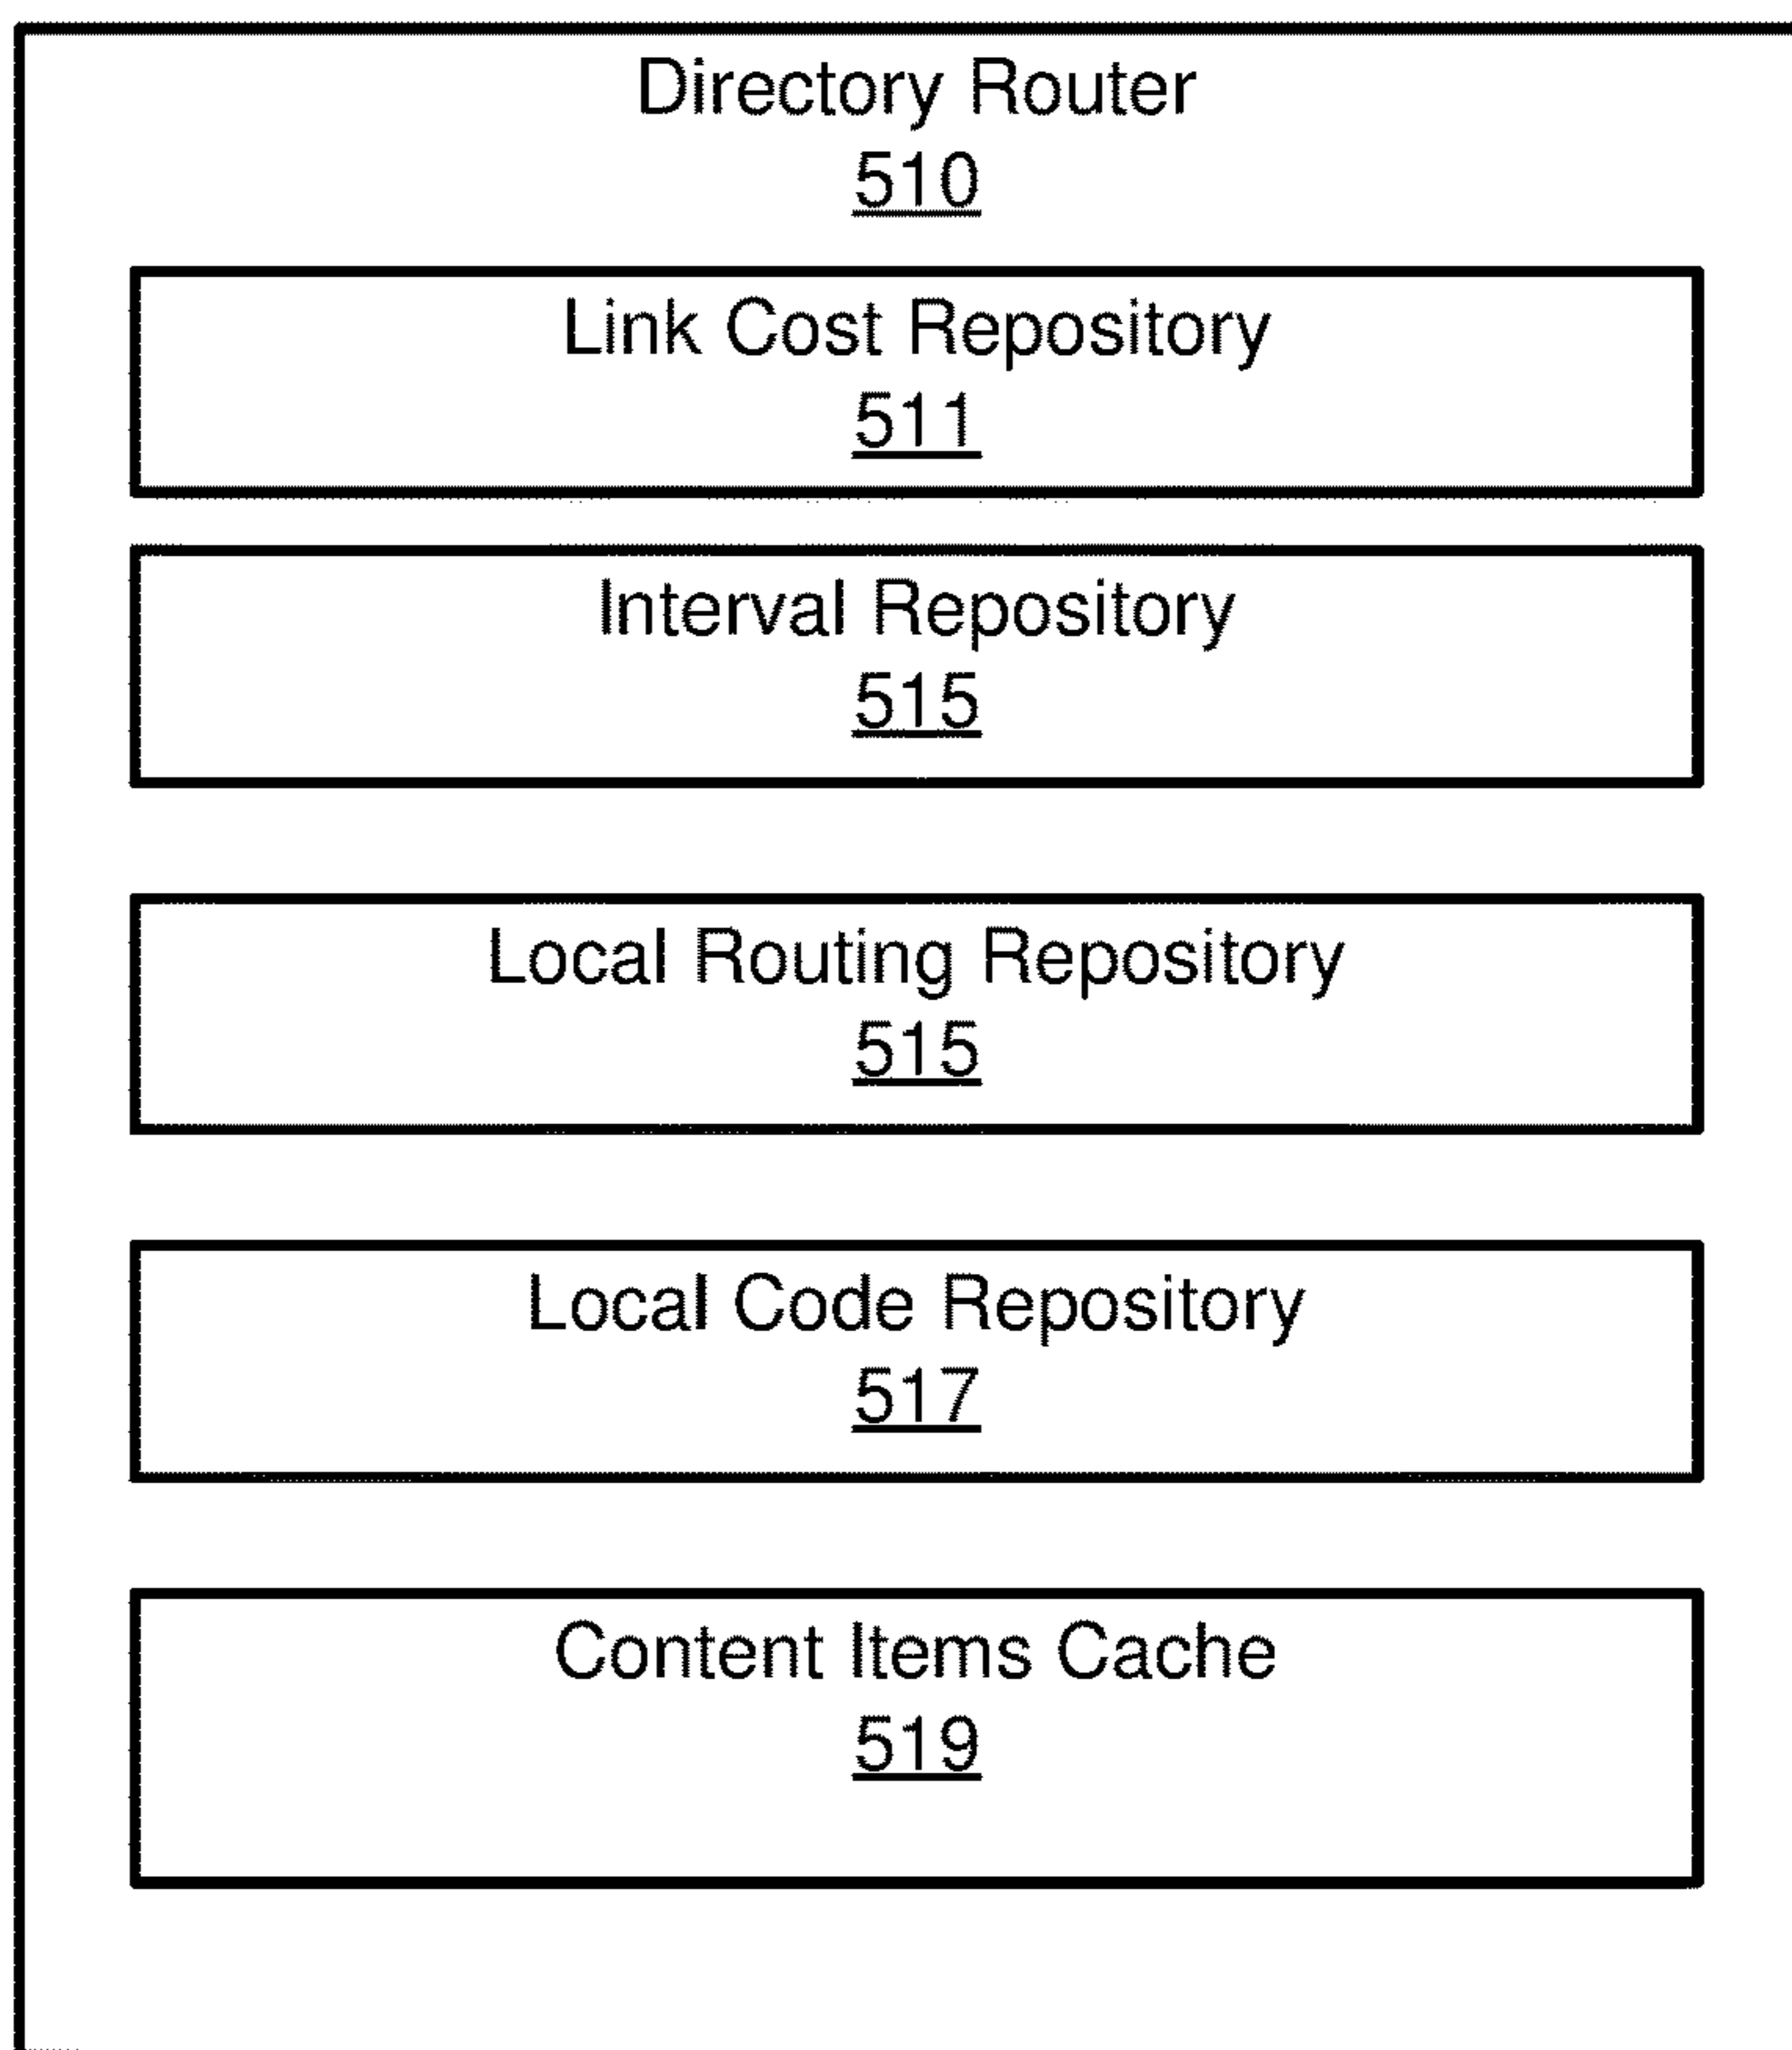 Directory Router
510
Link Cost Repository
511
Interval Repository
515
Local Routing Repository
515
Local Code Repository
517
Content Items Cache
519